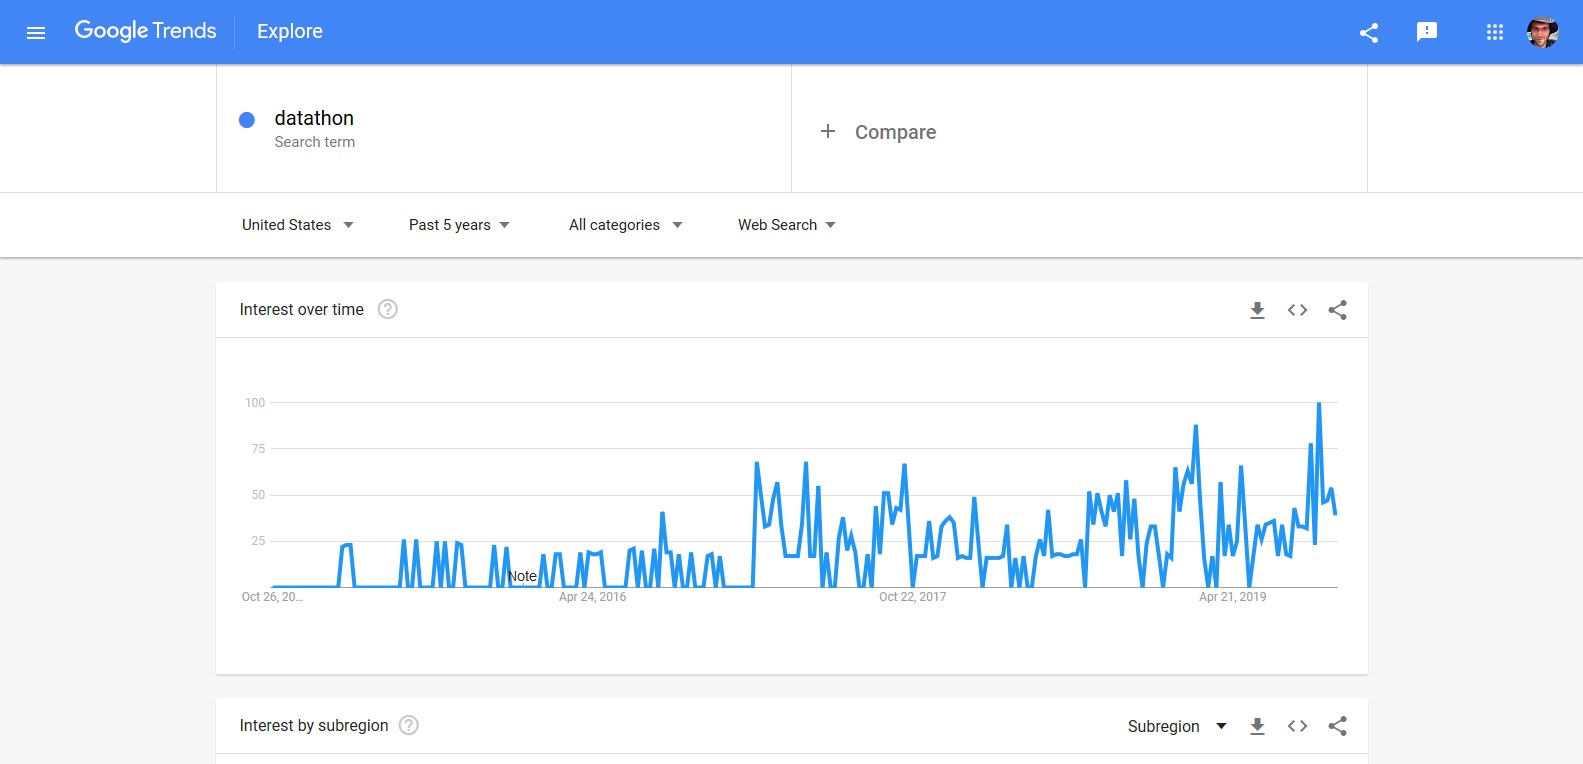 Google Trends
Explore
datathon
Search term
+ Compare
United States
Past 5 years
All categories
Web Search
Interest over time ?
100
75
50
25
Note
Oct 26, 20...
Apr 24, 2016
Oct 22, 2017
Apr 21, 2019
Interest by subregion ?
Subregion